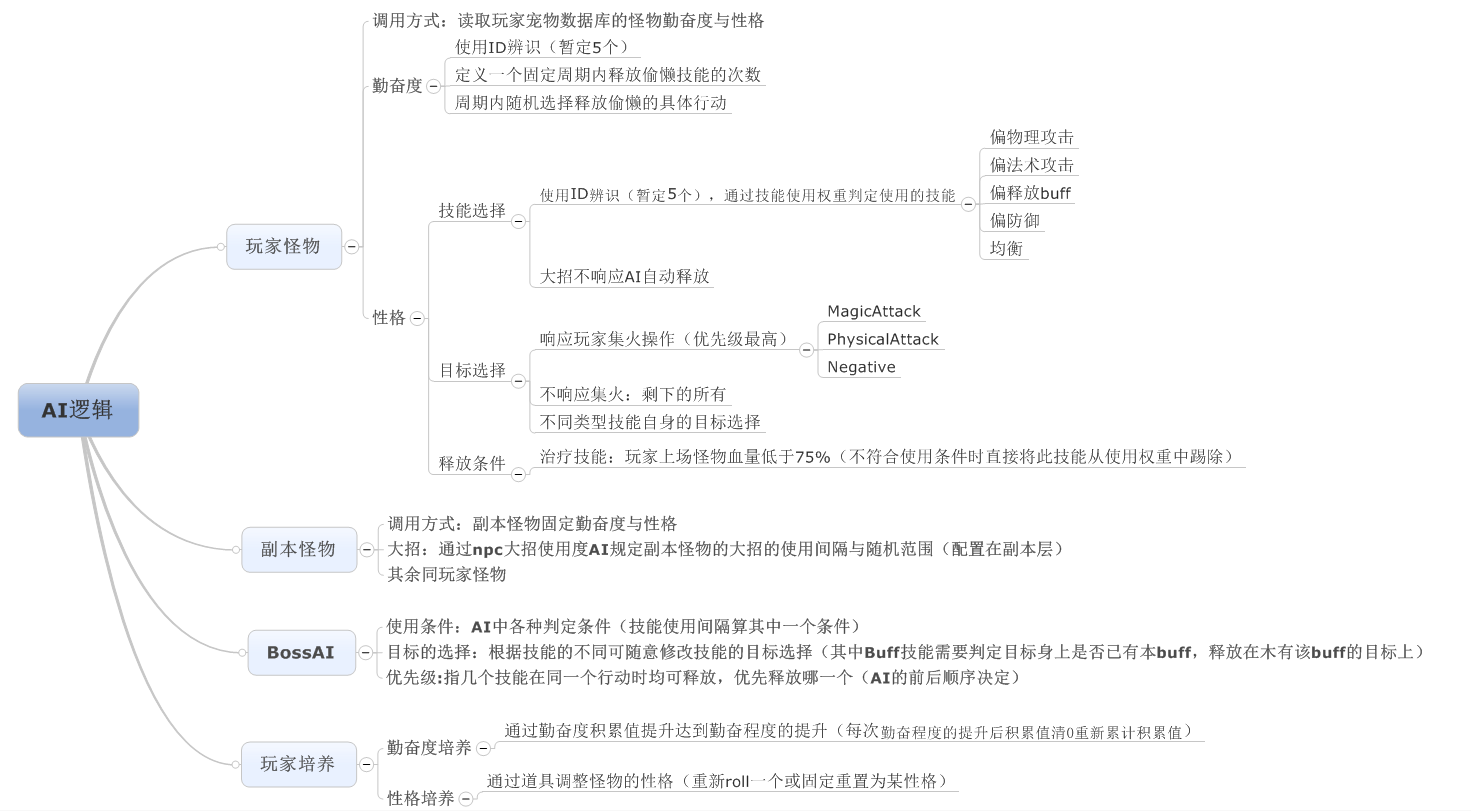 AI逻辑
玩家怪物
调用方式：读取玩家宠物数据库的怪物勤奋度与性格
勤奋度
使用ID辨识（暂定5个）
定义一个固定周期内释放偷懒技能的次数
周期内随机选择释放偷懒的具体行动
性格
技能选择
使用ID辨识（暂定5个），通过技能使用权重判定使用的技能
偏物理攻击
偏法术攻击
偏释放buff
偏防御
均衡
大招不响应AI自动释放
目标选择
响应玩家集火操作（优先级最高）
MagicAttack
PhysicalAttack
Negative
不响应集火：剩下的所有
不同类型技能自身的目标选择
释放条件
治疗技能：玩家上场怪物血量低于75%（不符合使用条件时直接将此技能从使用权重中踢除）
副本怪物
调用方式：副本怪物固定勤奋度与性格
大招：通过npc大招使用度AI规定副本怪物的大招的使用间隔与随机范围（配置在副本层）
其余同玩家怪物
BossAI
使用条件：AI中各种判定条件（技能使用间隔算其中一个条件）
目标的选择：根据技能的不同可随意修改技能的目标选择（其中Buff技能需要判定目标身上是否已有本buff，释放在木有该buff的目标上）
优先级:指几个技能在同一个行动时均可释放，优先释放哪一个（AI的前后顺序决定）
玩家培养
勤奋度培养
通过勤奋度积累值提升达到勤奋程度的提升（每次勤奋程度的提升后积累值清0重新累计积累值）
性格培养
通过道具调整怪物的性格（重新roll一个或固定重置为某性格）